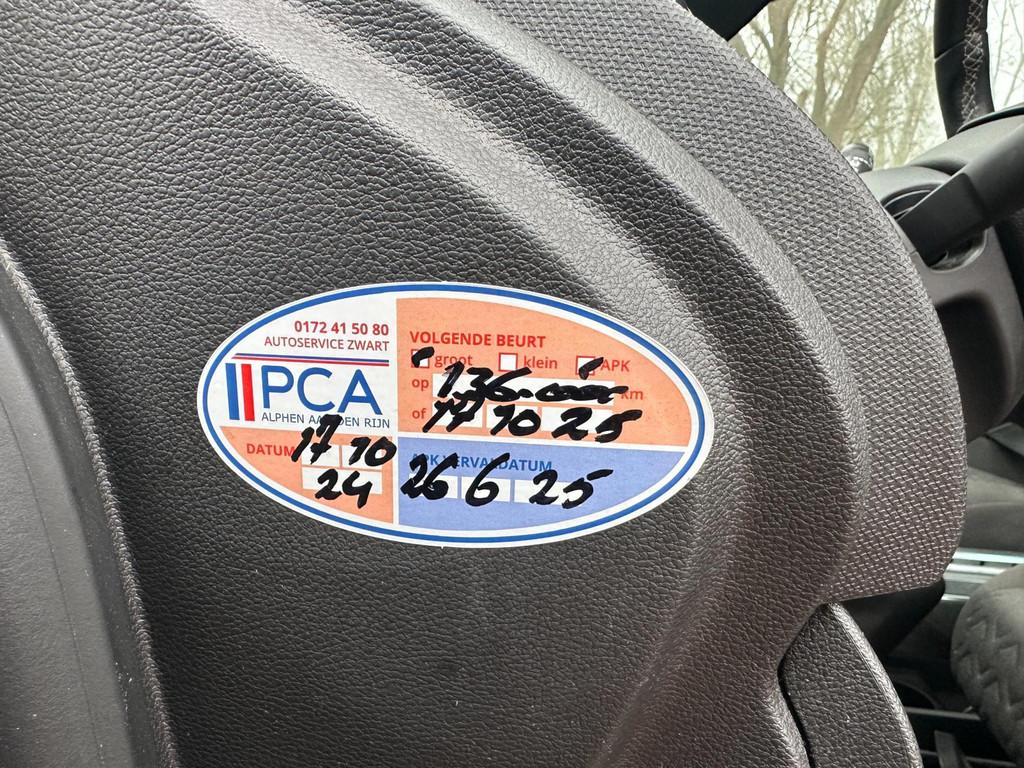 0172 41 50 80
AUTOSERVICE ZWART
PCA
ALPHEN AAN DEN RIJN
DATUM 17 10
24
VOLGENDE BEURT
groot klein APK
op 136.000 km
of 17 10 25
APK VERVALDATUM
26 6 25